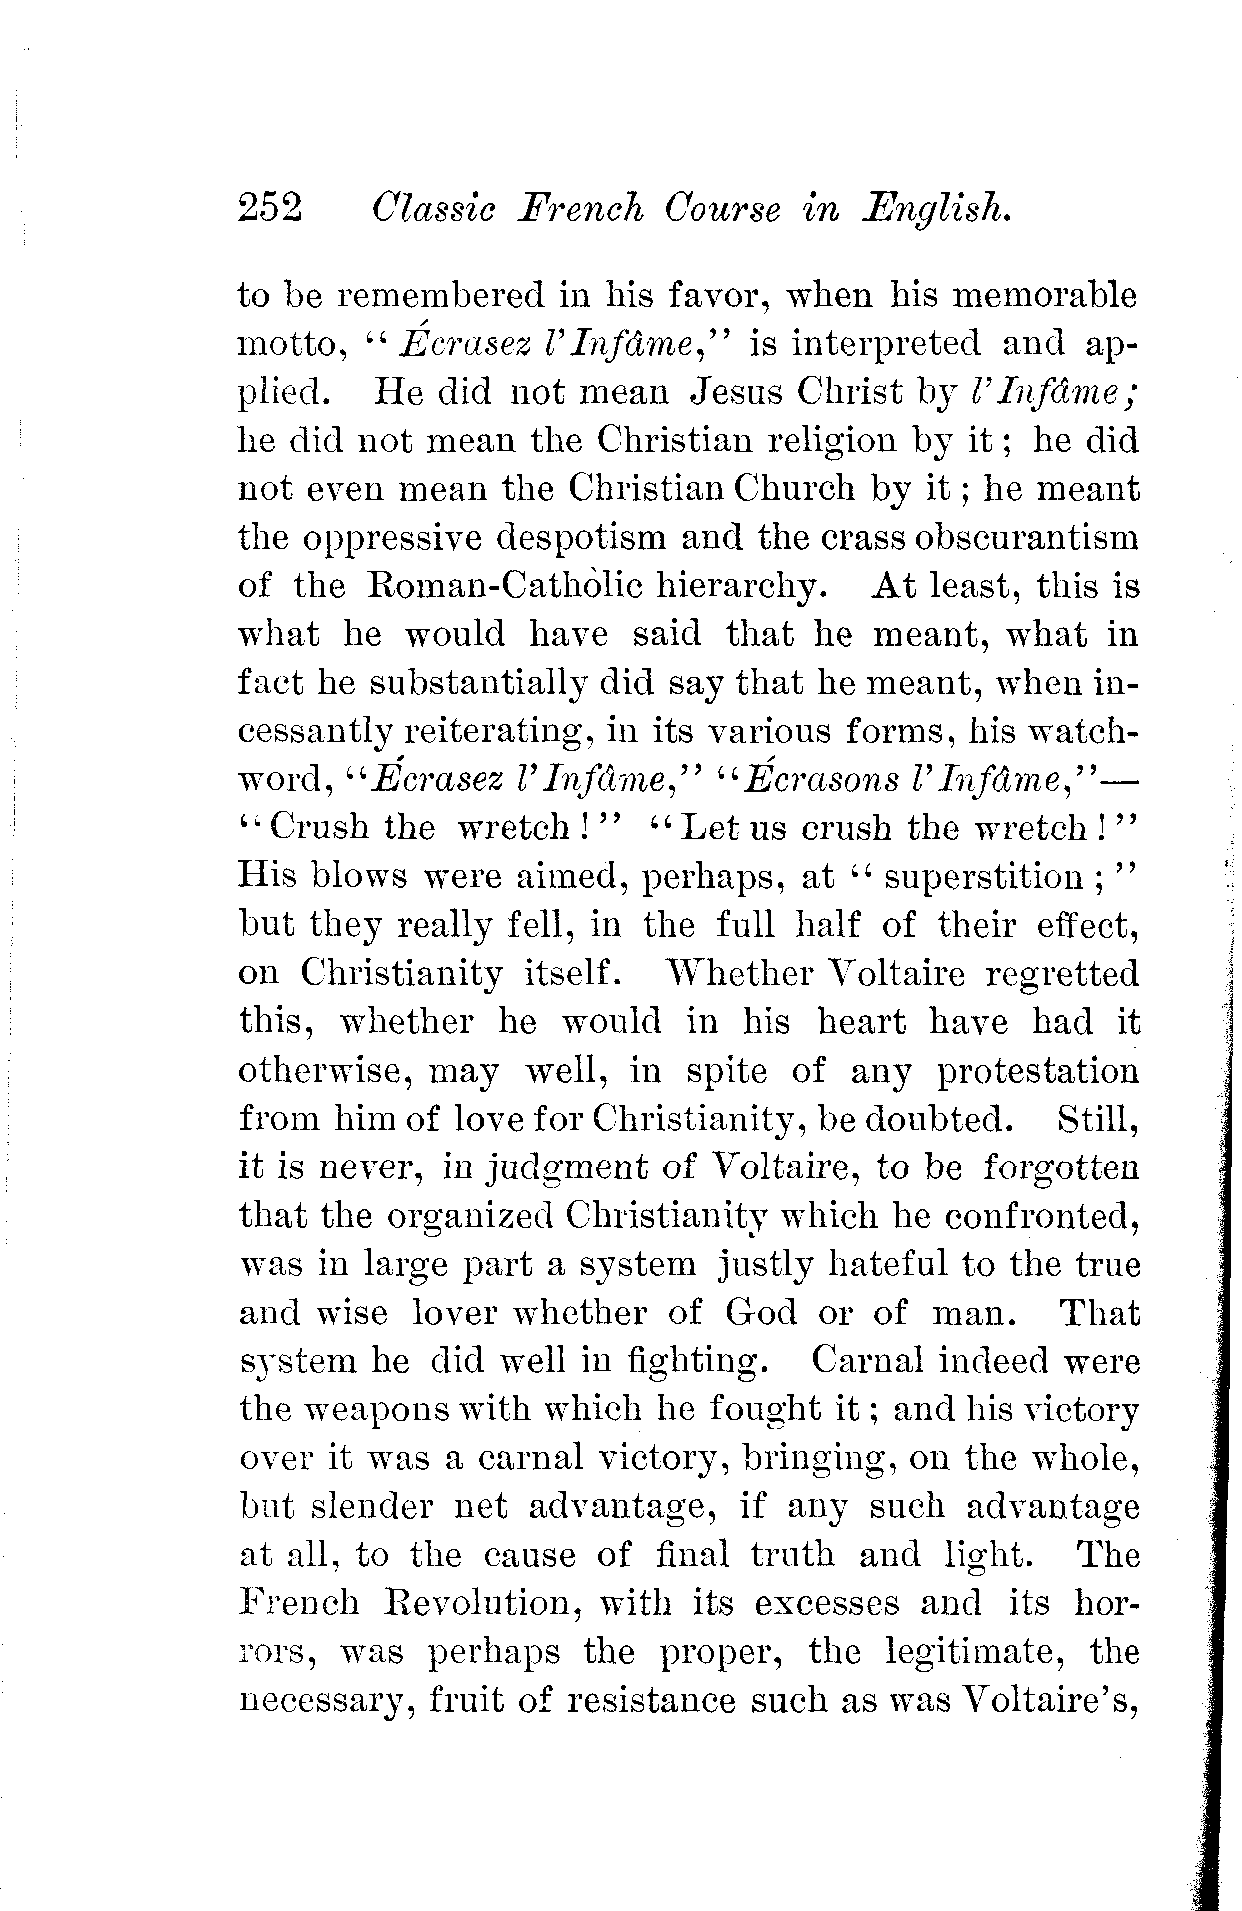 252 Classic French Course in English.
to be remembered in his favor, when his memorable
motto, “ Écrasez l’Infâme,” is interpreted and ap-
plied. He did not mean Jesus Christ by l’Infâme;
he did not mean the Christian religion by it; he did
not even mean the Christian Church by it; he meant
the oppressive despotism and the crass obscurantism
of the Roman-Catholic hierarchy. At least, this is
what he would have said that he meant, what in
fact he substantially did say that he meant, when in-
cessantly reiterating, in its various forms, his watch-
word, “Écrasez l’Infâme,” “Écrasons l’Infâme,”—
“Crush the wretch!” “Let us crush the wretch!”
His blows were aimed, perhaps, at “ superstition;”
but they really fell, in the full half of their effect,
on Christianity itself. Whether Voltaire regretted
this, whether he would in his heart have had it
otherwise, may well, in spite of any protestation
from him of love for Christianity, be doubted. Still,
it is never, in judgment of Voltaire, to be forgotten
that the organized Christianity which he confronted,
was in large part a system justly hateful to the true
and wise lover whether of God or of man. That
system he did well in fighting. Carnal indeed were
the weapons with which he fought it; and his victory
over it was a carnal victory, bringing, on the whole,
but slender net advantage, if any such advantage
at all, to the cause of final truth and light. The
French Revolution, with its excesses and its hor-
rors, was perhaps the proper, the legitimate, the
necessary, fruit of resistance such as was Voltaire’s,